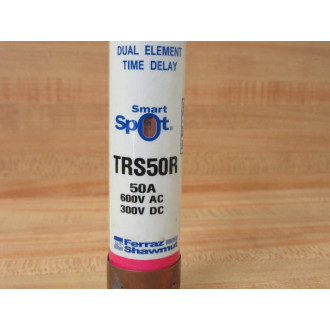 DUAL ELEMENT
TIME DELAY
Smart
Spot®
TRS50R
50A
600V AC
300V DC
Ferraz
Shawmut